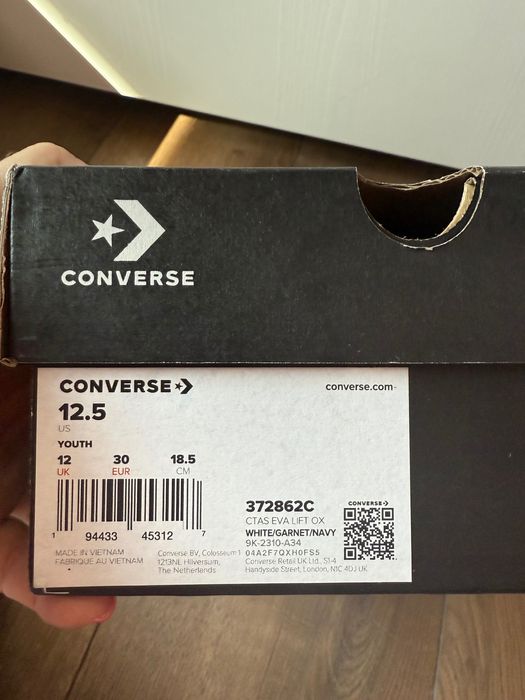 CONVERSE
CONVERSE
converse.com
12.5
US
YOUTH
12 30 18.5
UK EUR CM
1 94433 45312 7
372862C
CTAS EVA LIFT OX
WHITE/GARNET/NAVY
9K-2310-A34
04A2F7QXH0FS5
CONVERSE
MADE IN VIETNAM
FABRIQUE AU VIETNAM
Converse BV, Colosseum 1
1213NL Hilversum,
The Netherlands
Converse Retail UK Ltd., S1-4
Handyside Street, London, N1C 4DJ UK